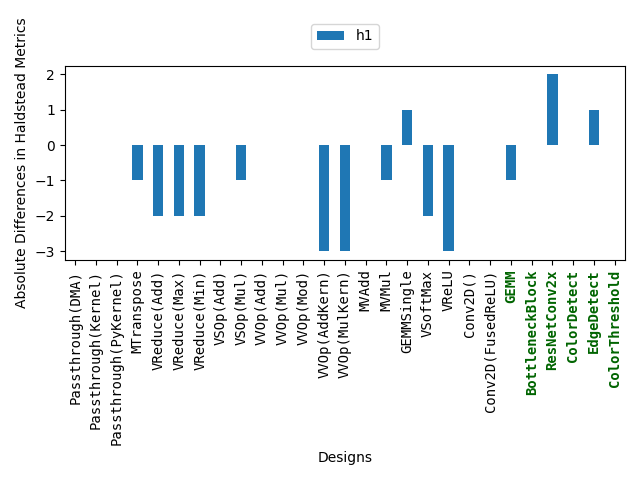 h1
Absolute Differences in Haldstead Metrics
2
1
0
−1
−2
−3
Passthrough(DMA)
Passthrough(Kernel)
Passthrough(PyKernel)
MTranspose
VReduce(Add)
VReduce(Max)
VReduce(Min)
VSOp(Add)
VSOp(Mul)
VVOp(Add)
VVOp(Mul)
VVOp(Mod)
VVOp(AddKern)
VVOp(MulKern)
MVAdd
MVMul
GEMMSingle
VSoftMax
VReLU
Conv2D()
Conv2D(FusedReLU)
GEMM
BottleneckBlock
ResNetConv2x
ColorDetect
EdgeDetect
ColorThreshold
Designs